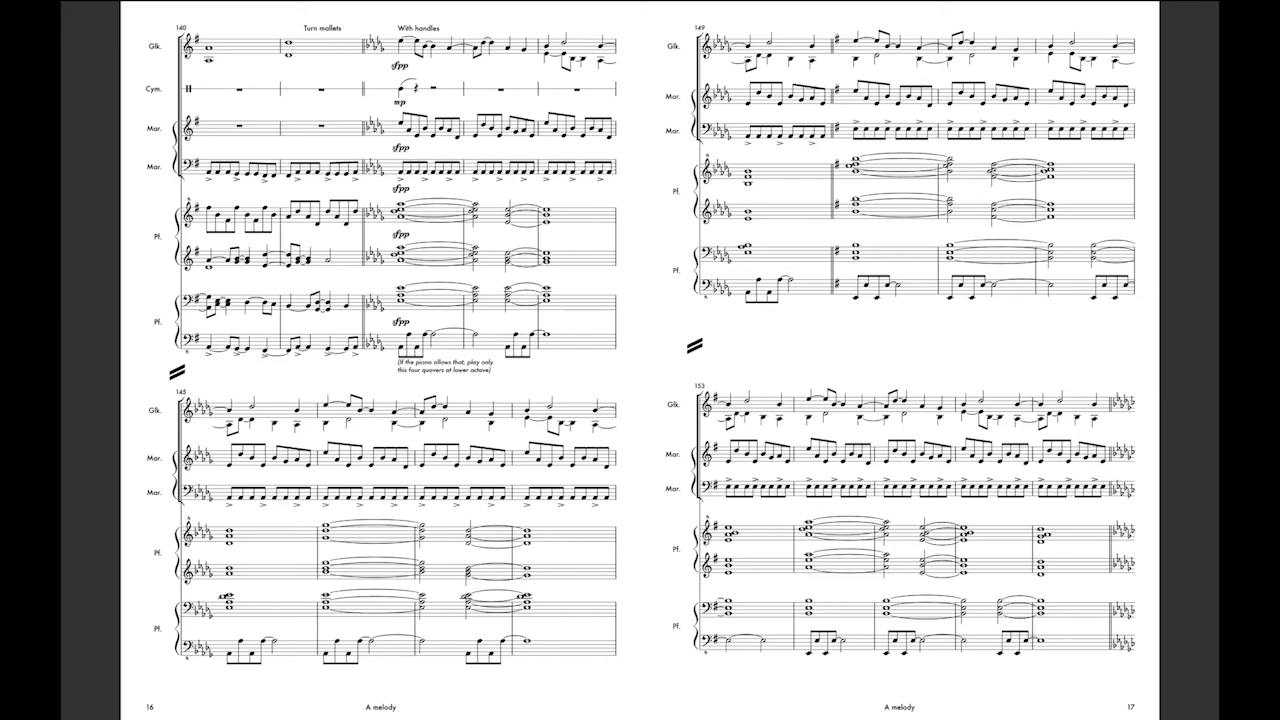 140
Turn mallets
With handles
Glk.
sfpp
Cym.
mp
Mar.
sfpp
Mar.
sfpp
Pf.
sfpp
Pf.
sfpp
(If the piano allows that, play only
this four quavers at lower octave)
145
Glk.
Mar.
Mar.
Pf.
Pf.
16
A melody
149
Glk.
Mar.
Mar.
Pf.
Pf.
153
Glk.
Mar.
Mar.
Pf.
Pf.
A melody
17